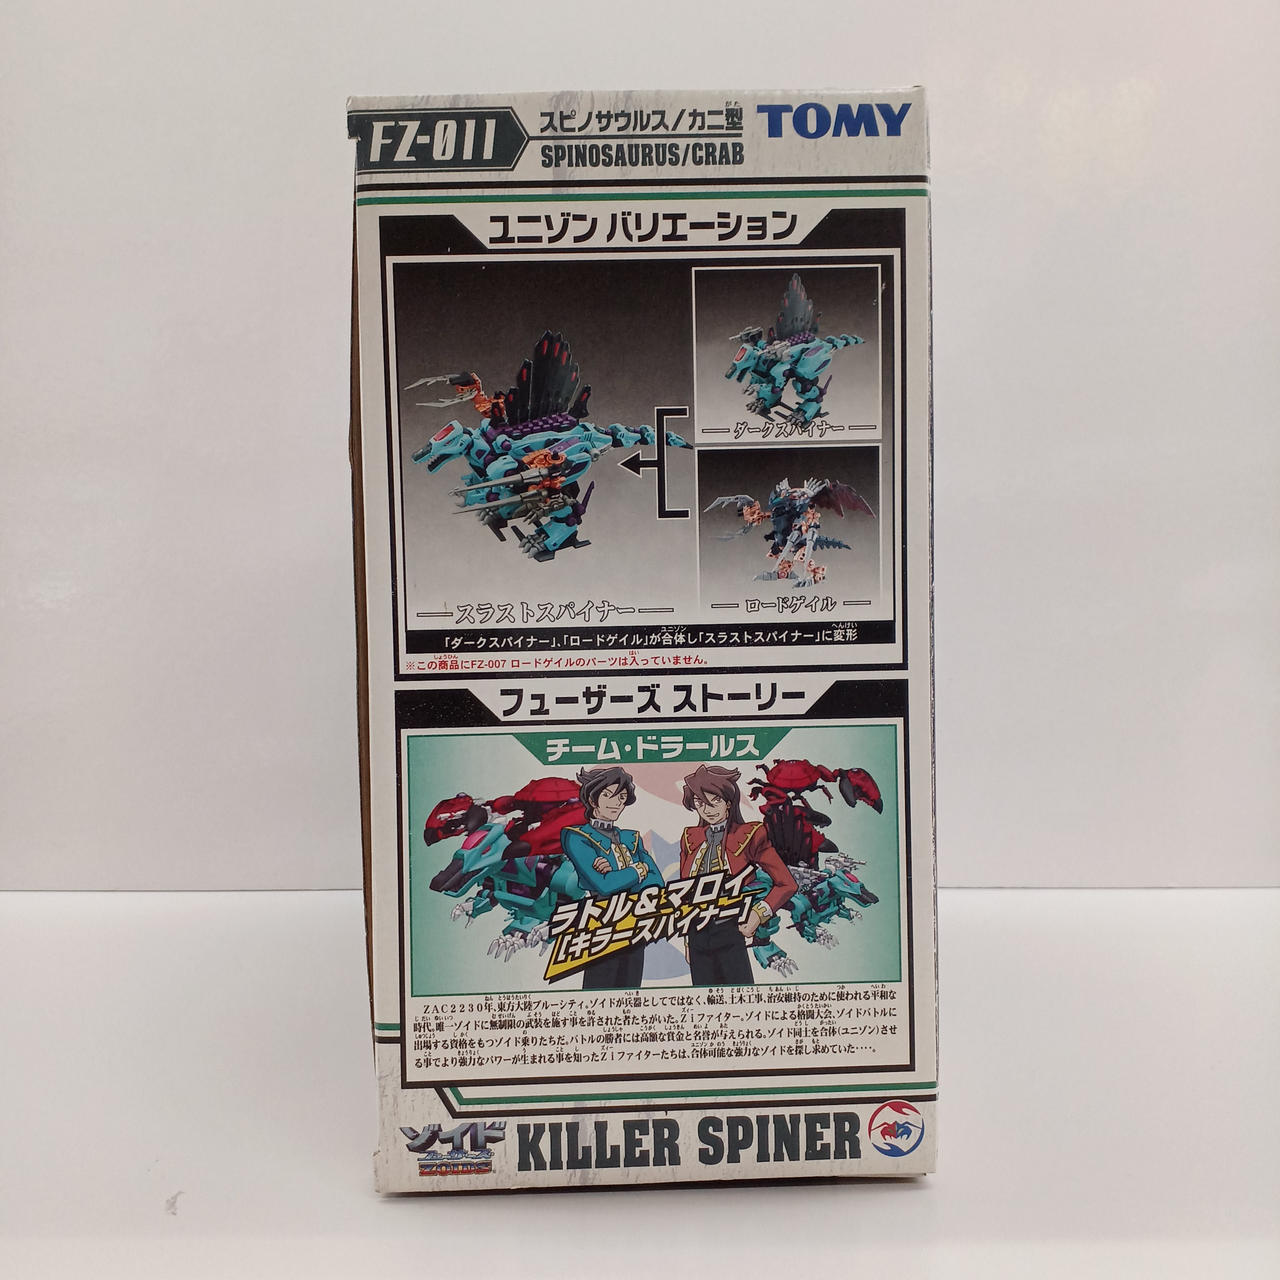 FZ-011
スピノサウルス/カニ型
SPINOSAURUS/CRAB
TOMY
ユニゾン バリエーション
ダークスパイナー
ロードゲイル
スラストスパイナー
「ダークスパイナー」、「ロードゲイル」が合体し「スラストスパイナー」に変形
※この商品にFZ-007 ロードゲイルのパーツは入っていません。
フューザーズ ストーリー
チーム・ドラールス
ラトル&マロイ
「キラースパイナー」
ZAC2230年、東方大陸ブルーシティ。ゾイドが兵器としてではなく、輸送、土木工事、治安維持のために使われる平和な
時代。唯一ゾイドに無制限の武装を施す事を許された者たちがいた。Ziファイター。ゾイドによる格闘大会、ゾイドバトルに
出場する資格をもつゾイド乗りたちだ。バトルの勝者には高額な賞金と名誉が与えられる。ゾイド同士を合体(ユニゾン)させ
る事でより強力なパワーが生まれる事を知ったZiファイターたちは、合体可能な強力なゾイドを探し求めていた・・・・。
ゾイド
フューザーズ
ZOIDS
KILLER SPINER